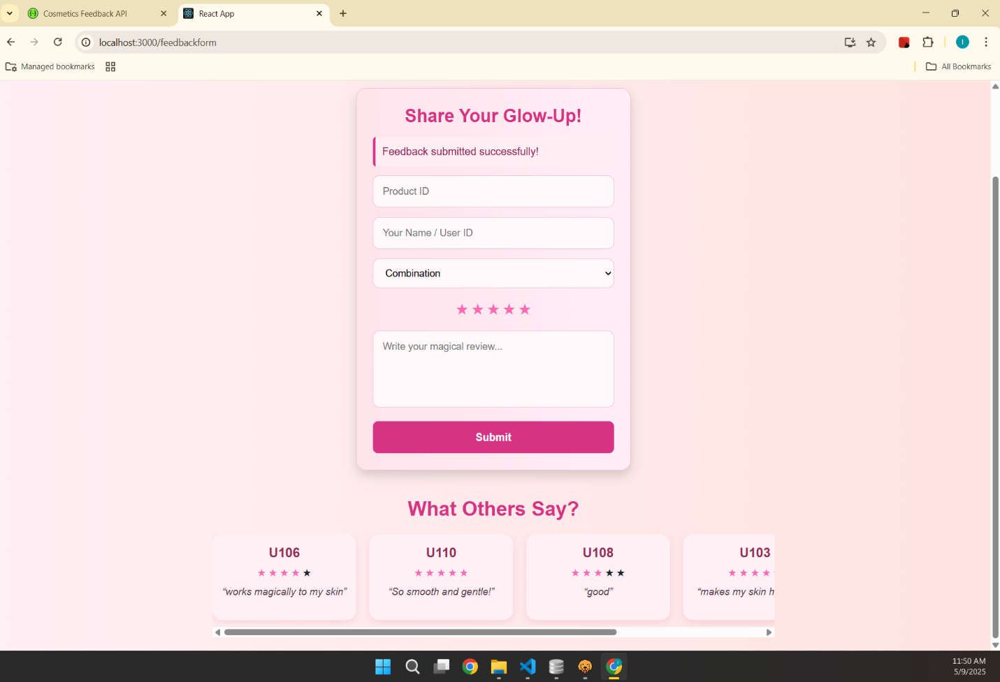 Cosmetics Feedback API
React App
localhost:3000/feedbackform
I
Managed bookmarks
All Bookmarks
Share Your Glow-Up!
Feedback submitted successfully!
Product ID
Your Name / User ID
Combination
★ ★ ★ ★ ★
Write your magical review...
Submit
What Others Say?
U106
★ ★ ★ ★ ★
“works magically to my skin”
U110
★ ★ ★ ★ ★
“So smooth and gentle!”
U108
★ ★ ★ ★ ★
“good”
U103
★ ★ ★ ★
“makes my skin h
11:50 AM
5/9/2025